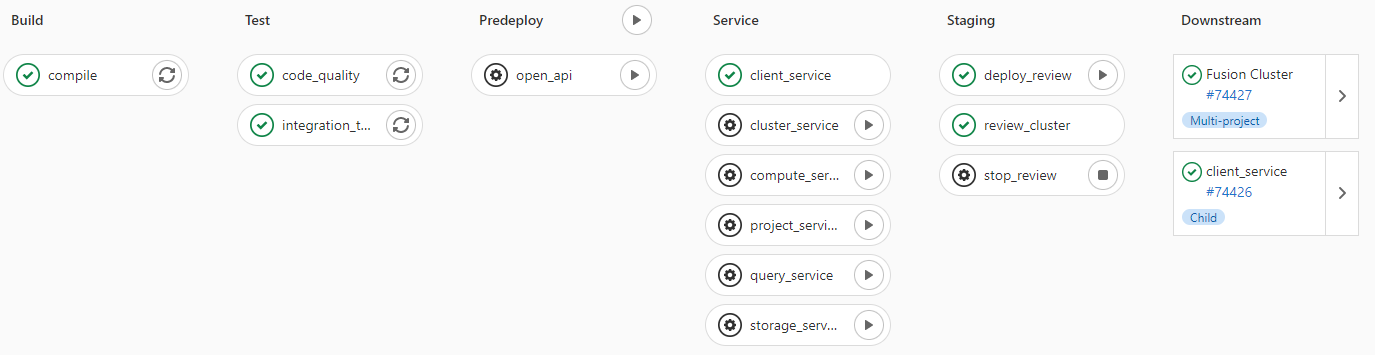 Build
compile
Test
code_quality
integration_t...
Predeploy
open_api
Service
client_service
cluster_service
compute_ser...
project_servi...
query_service
storage_serv...
Staging
deploy_review
review_cluster
stop_review
Downstream
Fusion Cluster
#74427
Multi-project
client_service
#74426
Child